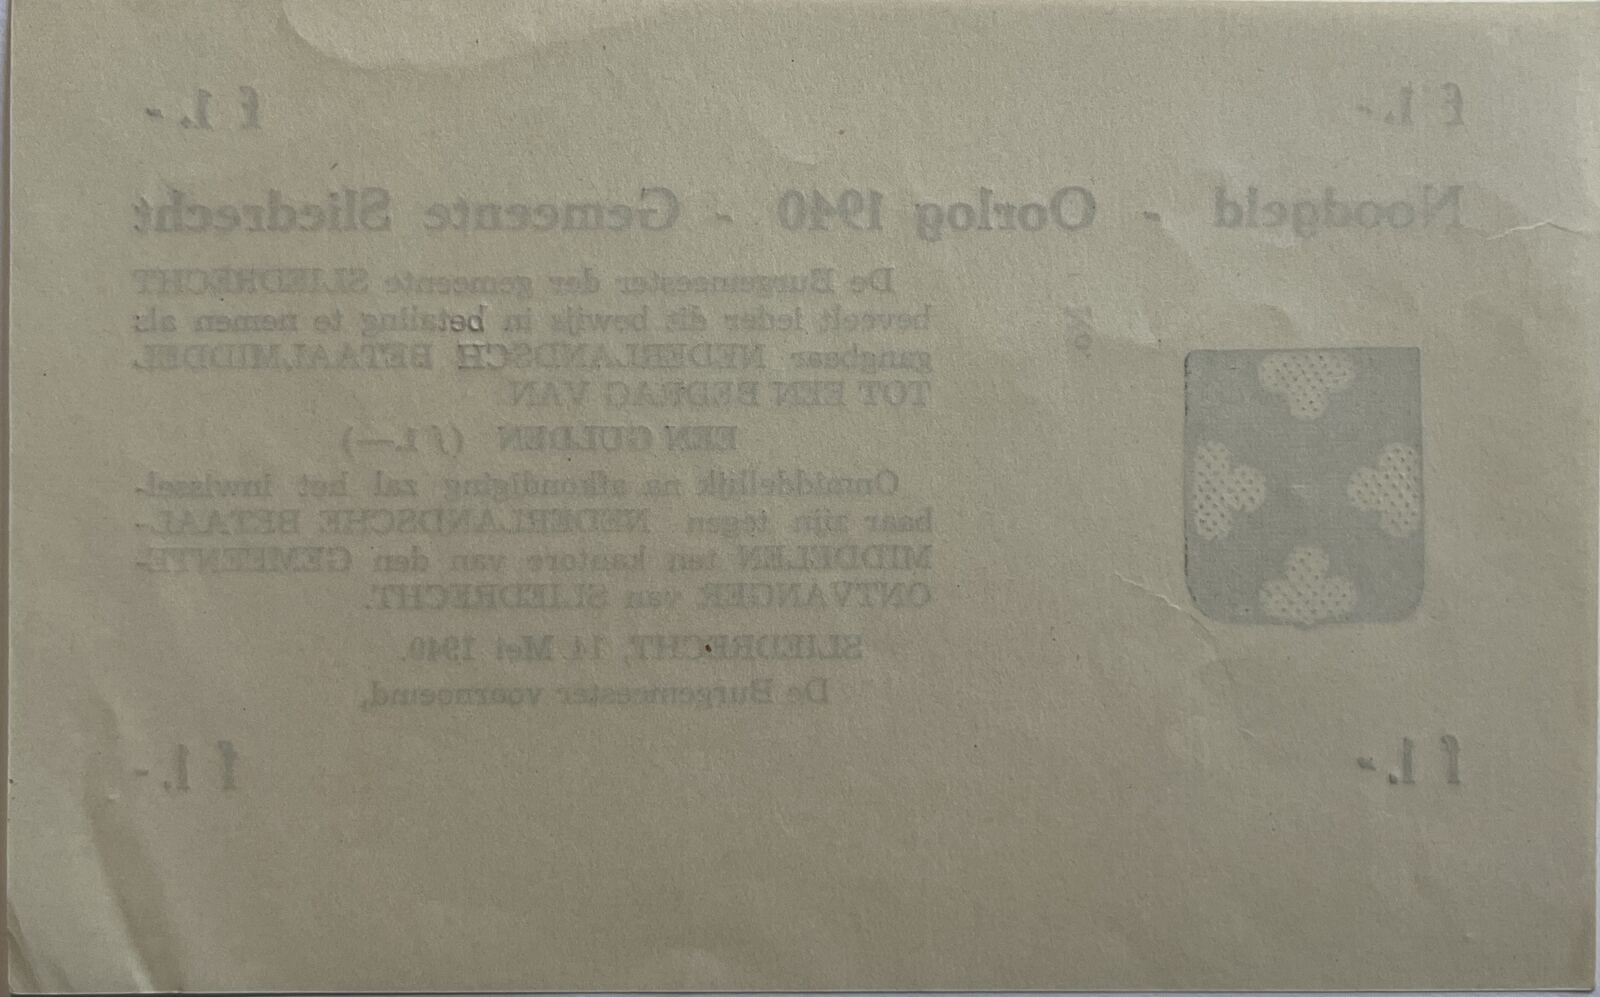 f 1.- f 1.-
Noodgeld - Oorlog 1940 - Gemeente Sliedrecht
De Burgemeester der gemeente SLIEDRECHT
beveelt ieder dit bewijs in betaling te nemen als
gangbaar NEDERLANDSCH BETAALMIDDEL
TOT EEN BEDRAG VAN
EEN GULDEN (f 1.—)
Onmiddellijk na afkondiging zal het inwissel-
baar zijn tegen NEDERLANDSCHE BETAAL-
MIDDELEN ten kantore van den GEMEENTE-
ONTVANGER van SLIEDRECHT.
SLIEDRECHT, 14 Mei 1940.
De Burgemeester voornoemd,
No.
f 1.- f 1.-